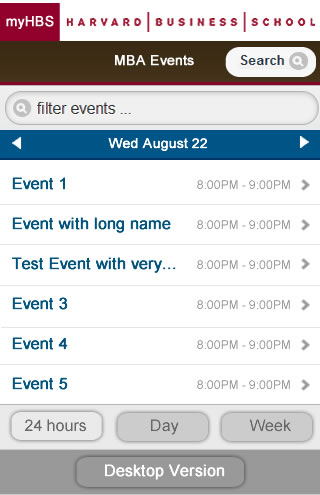 myHBS HARVARD BUSINESS SCHOOL
MBA Events Search
filter events ...
Wed August 22
Event 1 8:00PM - 9:00PM
Event with long name 8:00PM - 9:00PM
Test Event with very... 8:00PM - 9:00PM
Event 3 8:00PM - 9:00PM
Event 4 8:00PM - 9:00PM
Event 5 8:00PM - 9:00PM
24 hours Day Week
Desktop Version